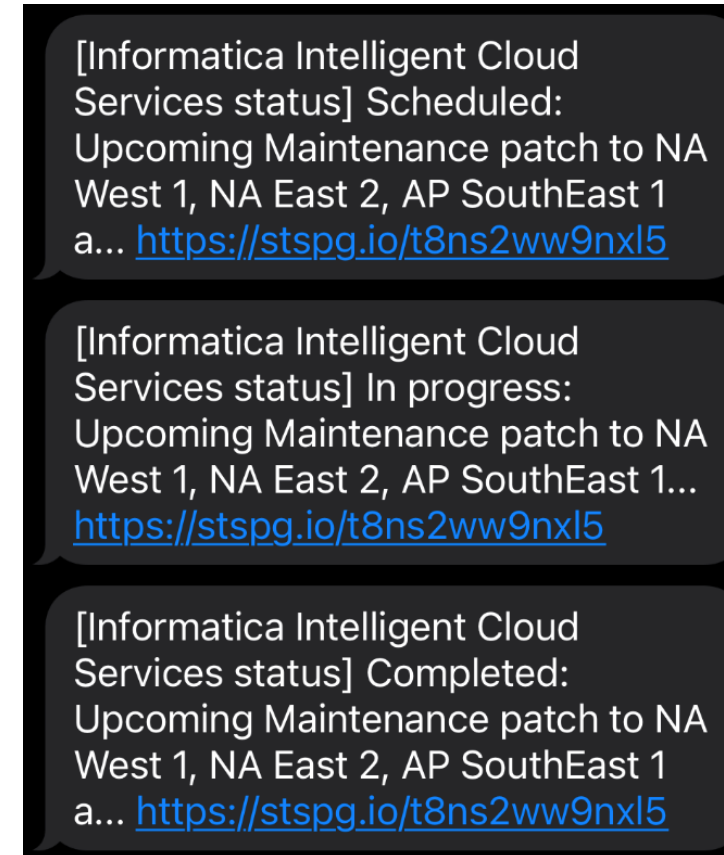 [Informatica Intelligent Cloud
Services status] Scheduled:
Upcoming Maintenance patch to NA
West 1, NA East 2, AP SouthEast 1
a... https://stspg.io/t8ns2ww9nxl5
[Informatica Intelligent Cloud
Services status] In progress:
Upcoming Maintenance patch to NA
West 1, NA East 2, AP SouthEast 1...
https://stspg.io/t8ns2ww9nxl5
[Informatica Intelligent Cloud
Services status] Completed:
Upcoming Maintenance patch to NA
West 1, NA East 2, AP SouthEast 1
a... https://stspg.io/t8ns2ww9nxl5